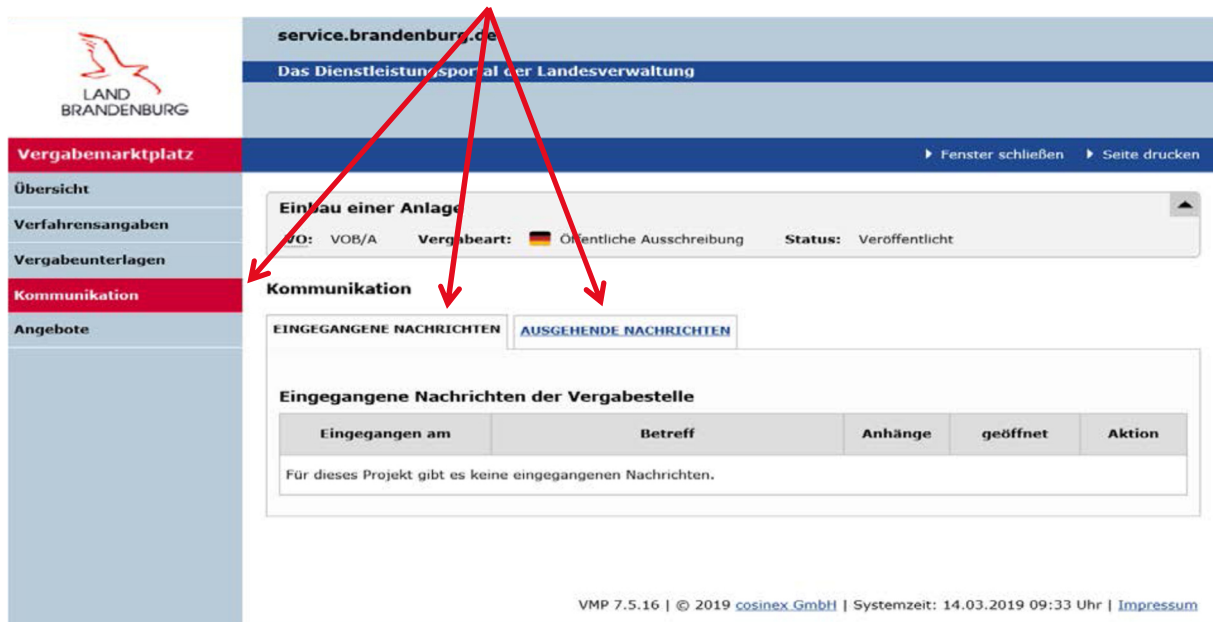 service.brandenburg.de
Das Dienstleistungsportal der Landesverwaltung
LAND
BRANDENBURG
Vergabemarktplatz
Fenster schließen Seite drucken
Übersicht
Verfahrensangaben
Vergabeunterlagen
Kommunikation
Angebote
Einbau einer Anlage
VO: VOB/A Vergabeart: Öffentliche Ausschreibung Status: Veröffentlicht
Kommunikation
EINGEGANGENE NACHRICHTEN AUSGEHENDE NACHRICHTEN
Eingegangene Nachrichten der Vergabestelle
Eingegangen am Betreff Anhänge geöffnet Aktion
Für dieses Projekt gibt es keine eingegangenen Nachrichten.
VMP 7.5.16 | © 2019 cosinex GmbH | Systemzeit: 14.03.2019 09:33 Uhr | Impressum